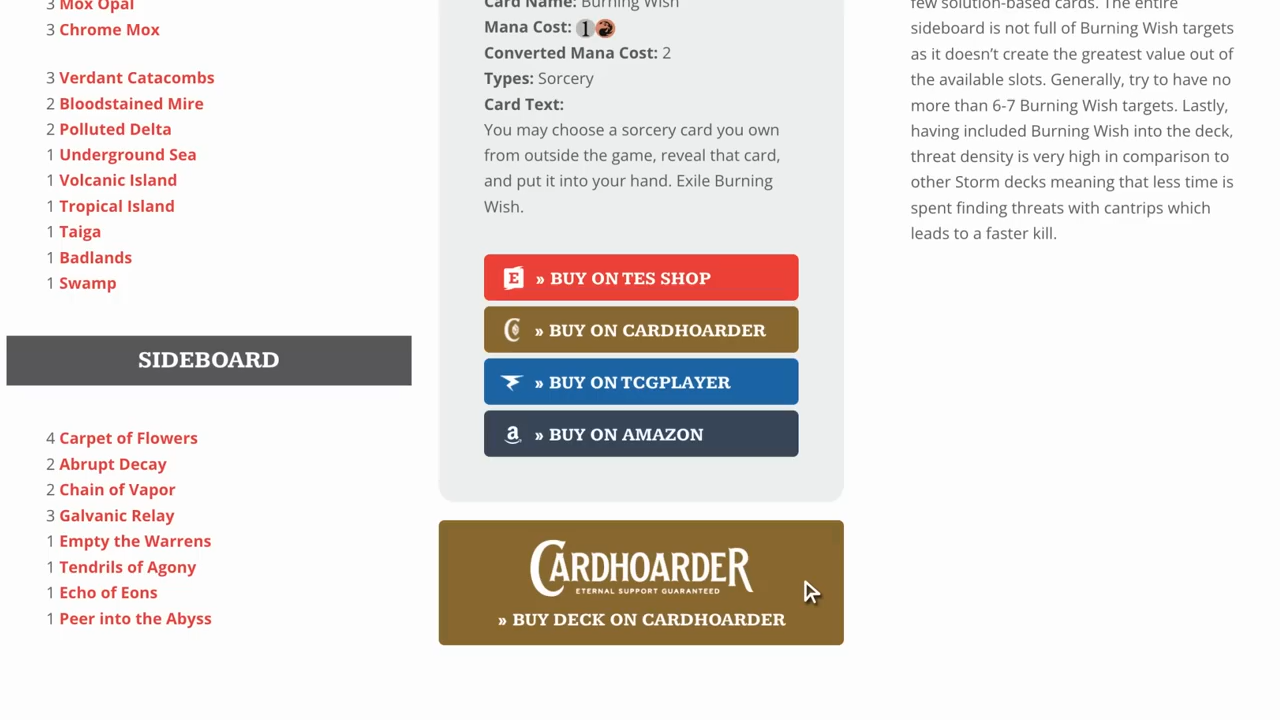 3 Mox Opal
3 Chrome Mox
3 Verdant Catacombs
2 Bloodstained Mire
2 Polluted Delta
1 Underground Sea
1 Volcanic Island
1 Tropical Island
1 Taiga
1 Badlands
1 Swamp
SIDEBOARD
4 Carpet of Flowers
2 Abrupt Decay
2 Chain of Vapor
3 Galvanic Relay
1 Empty the Warrens
1 Tendrils of Agony
1 Echo of Eons
1 Peer into the Abyss
Card Name: Burning Wish
Mana Cost: 1
Converted Mana Cost: 2
Types: Sorcery
Card Text:
You may choose a sorcery card you own
from outside the game, reveal that card,
and put it into your hand. Exile Burning
Wish.
E » BUY ON TES SHOP
C » BUY ON CARDHOARDER
» BUY ON TCGPLAYER
a » BUY ON AMAZON
CARDHOARDER
ETERNAL SUPPORT GUARANTEED
» BUY DECK ON CARDHOARDER
few solution-based cards. The entire
sideboard is not full of Burning Wish targets
as it doesn’t create the greatest value out of
the available slots. Generally, try to have no
more than 6-7 Burning Wish targets. Lastly,
having included Burning Wish into the deck,
threat density is very high in comparison to
other Storm decks meaning that less time is
spent finding threats with cantrips which
leads to a faster kill.